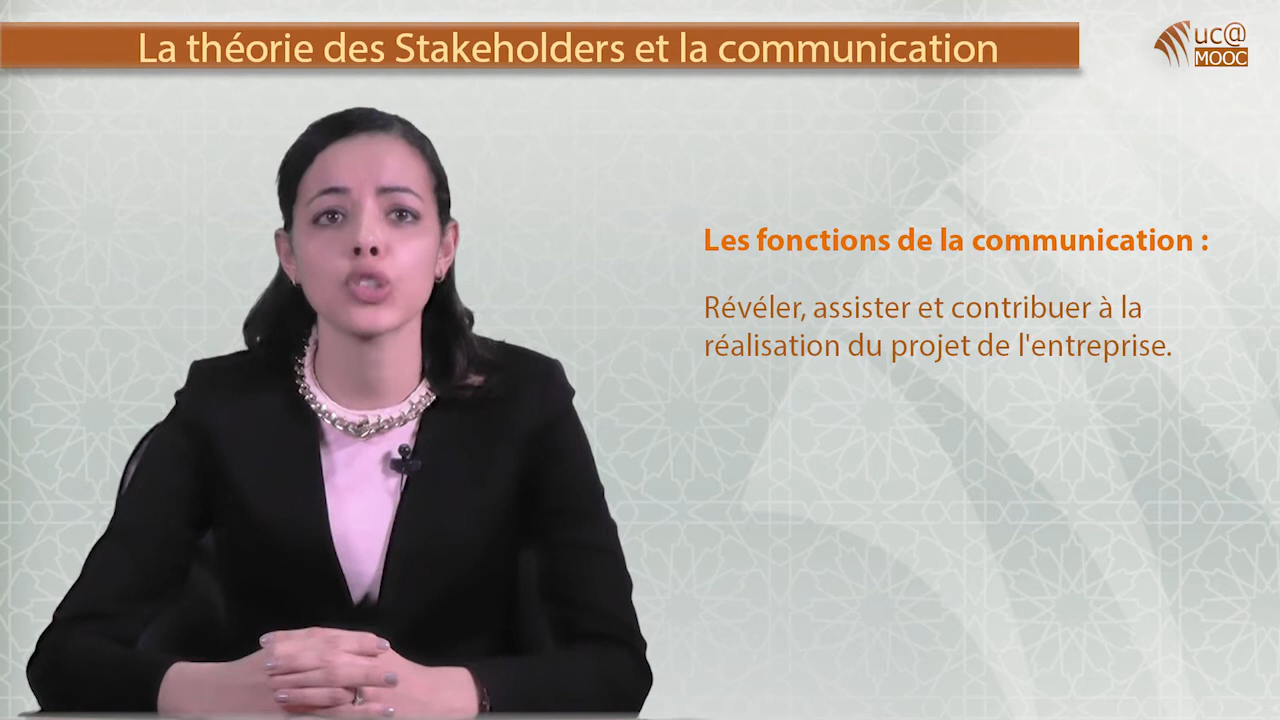 La théorie des Stakeholders et la communication
uc@
MOOC
Les fonctions de la communication :
Révéler, assister et contribuer à la
réalisation du projet de l'entreprise.